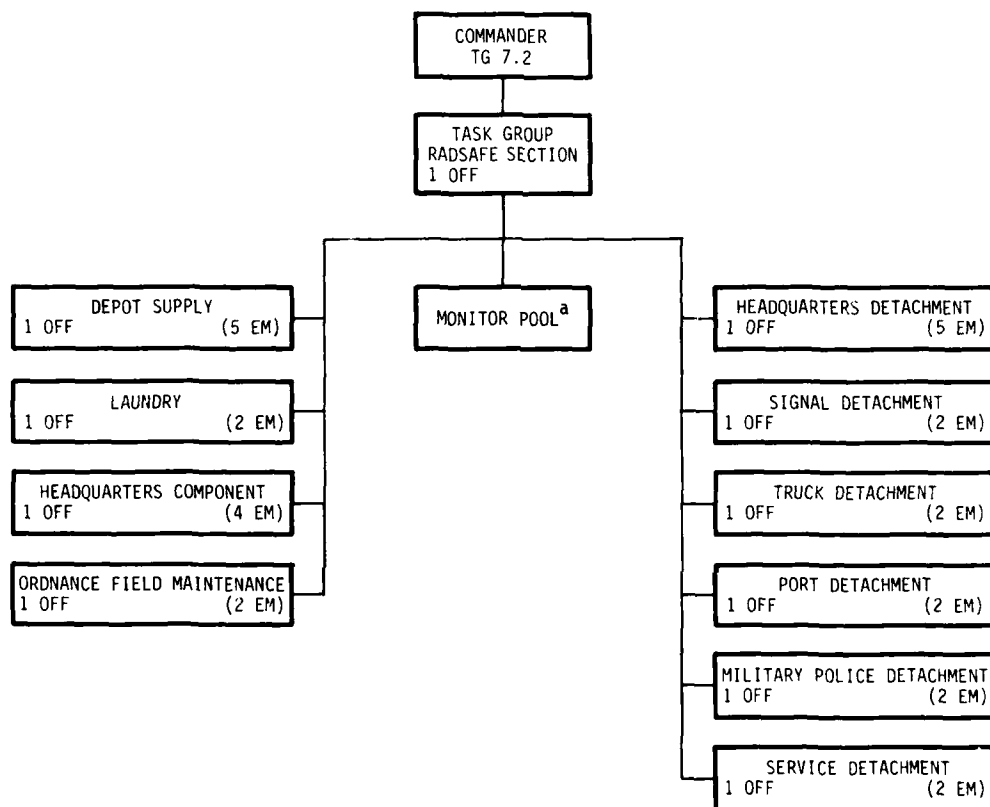 COMMANDER
TG 7.2
TASK GROUP
RADSAFE SECTION
1 OFF
DEPOT SUPPLY
1 OFF (5 EM)
LAUNDRY
1 OFF (2 EM)
HEADQUARTERS COMPONENT
1 OFF (4 EM)
ORDNANCE FIELD MAINTENANCE
1 OFF (2 EM)
MONITOR POOLa
HEADQUARTERS DETACHMENT
1 OFF (5 EM)
SIGNAL DETACHMENT
1 OFF (2 EM)
TRUCK DETACHMENT
1 OFF (2 EM)
PORT DETACHMENT
1 OFF (2 EM)
MILITARY POLICE DETACHMENT
1 OFF (2 EM)
SERVICE DETACHMENT
1 OFF (2 EM)